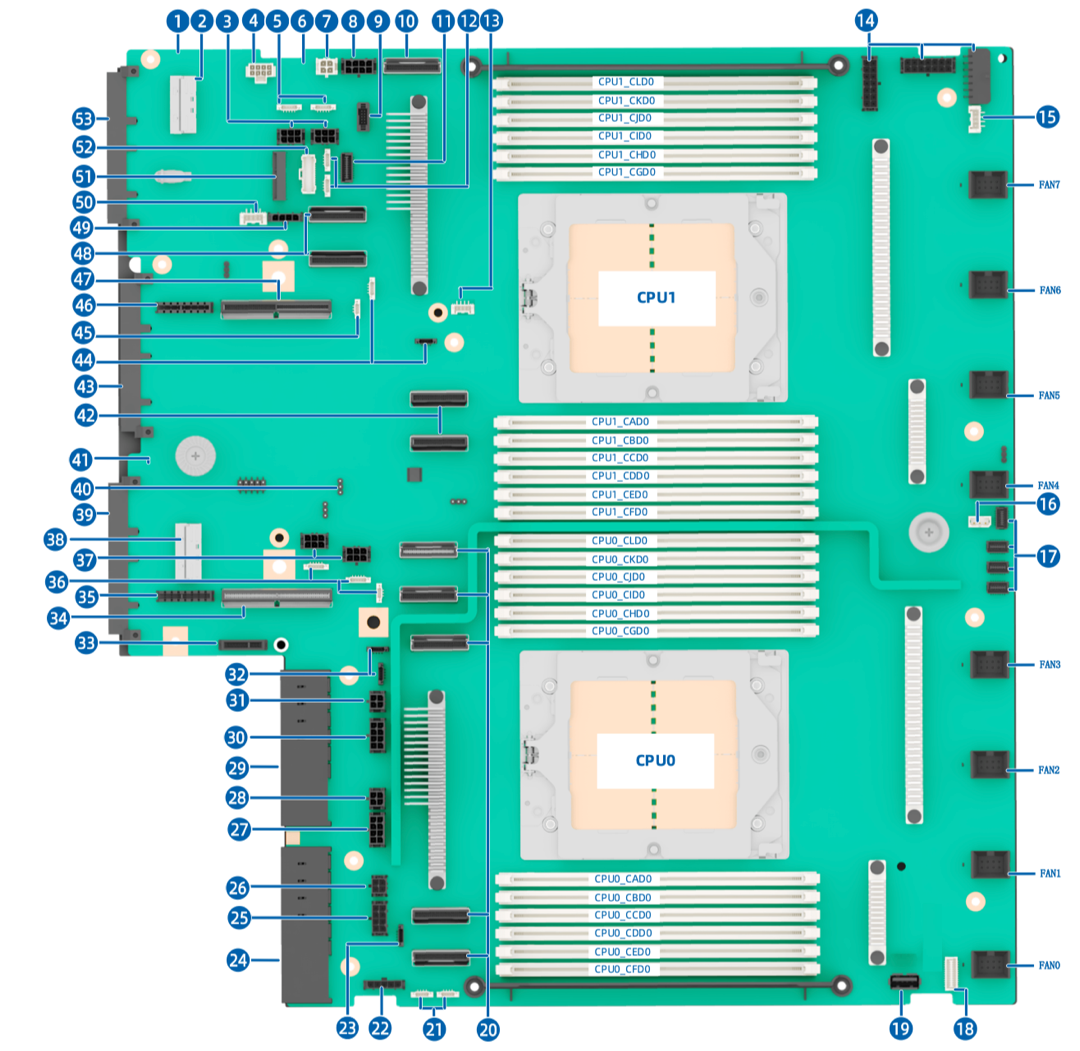 1 2 3 4 5 6 7 8 9 10 11 12 13 14
CPU1_CLD0
CPU1_CKD0
CPU1_CJD0
CPU1_CID0
CPU1_CHD0
CPU1_CGD0
53
15
52
51
FAN7
50
49
48
47
FAN6
CPU1
46
45
44
43
FAN5
42
CPU1_CAD0
CPU1_CBD0
CPU1_CCD0
CPU1_CDD0
CPU1_CED0
CPU1_CFD0
41
40
FAN4
16
39
38
37
17
CPU0_CLD0
CPU0_CKD0
CPU0_CJD0
CPU0_CID0
CPU0_CHD0
CPU0_CGD0
36
35
34
33
32
FAN3
31
30
29
CPU0
FAN2
28
27
26
25
24
FAN1
CPU0_CAD0
CPU0_CBD0
CPU0_CCD0
CPU0_CDD0
CPU0_CED0
CPU0_CFD0
FAN0
23 22 21 20 19 18